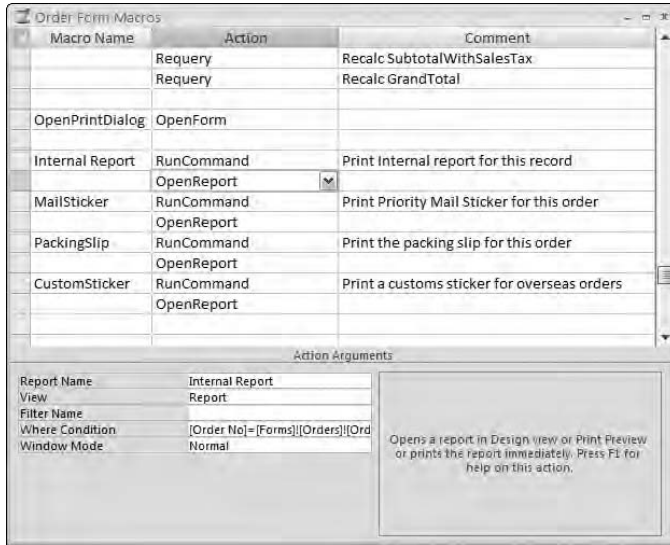 Order Form Macros
Macro Name Action Comment
Requery Recalc SubtotalWithSalesTax
Requery Recalc GrandTotal
OpenPrintDialog OpenForm
Internal Report RunCommand Print Internal report for this record
OpenReport
MailSticker RunCommand Print Priority Mail Sticker for this order
OpenReport
PackingSlip RunCommand Print the packing slip for this order
OpenReport
CustomSticker RunCommand Print a customs sticker for overseas orders
OpenReport
Action Arguments
Report Name Internal Report
View Report
Filter Name
Where Condition [Order No]=[Forms]![Orders]![Ord
Window Mode Normal
Opens a report in Design view or Print Preview
or prints the report immediately. Press F1 for
help on this action.